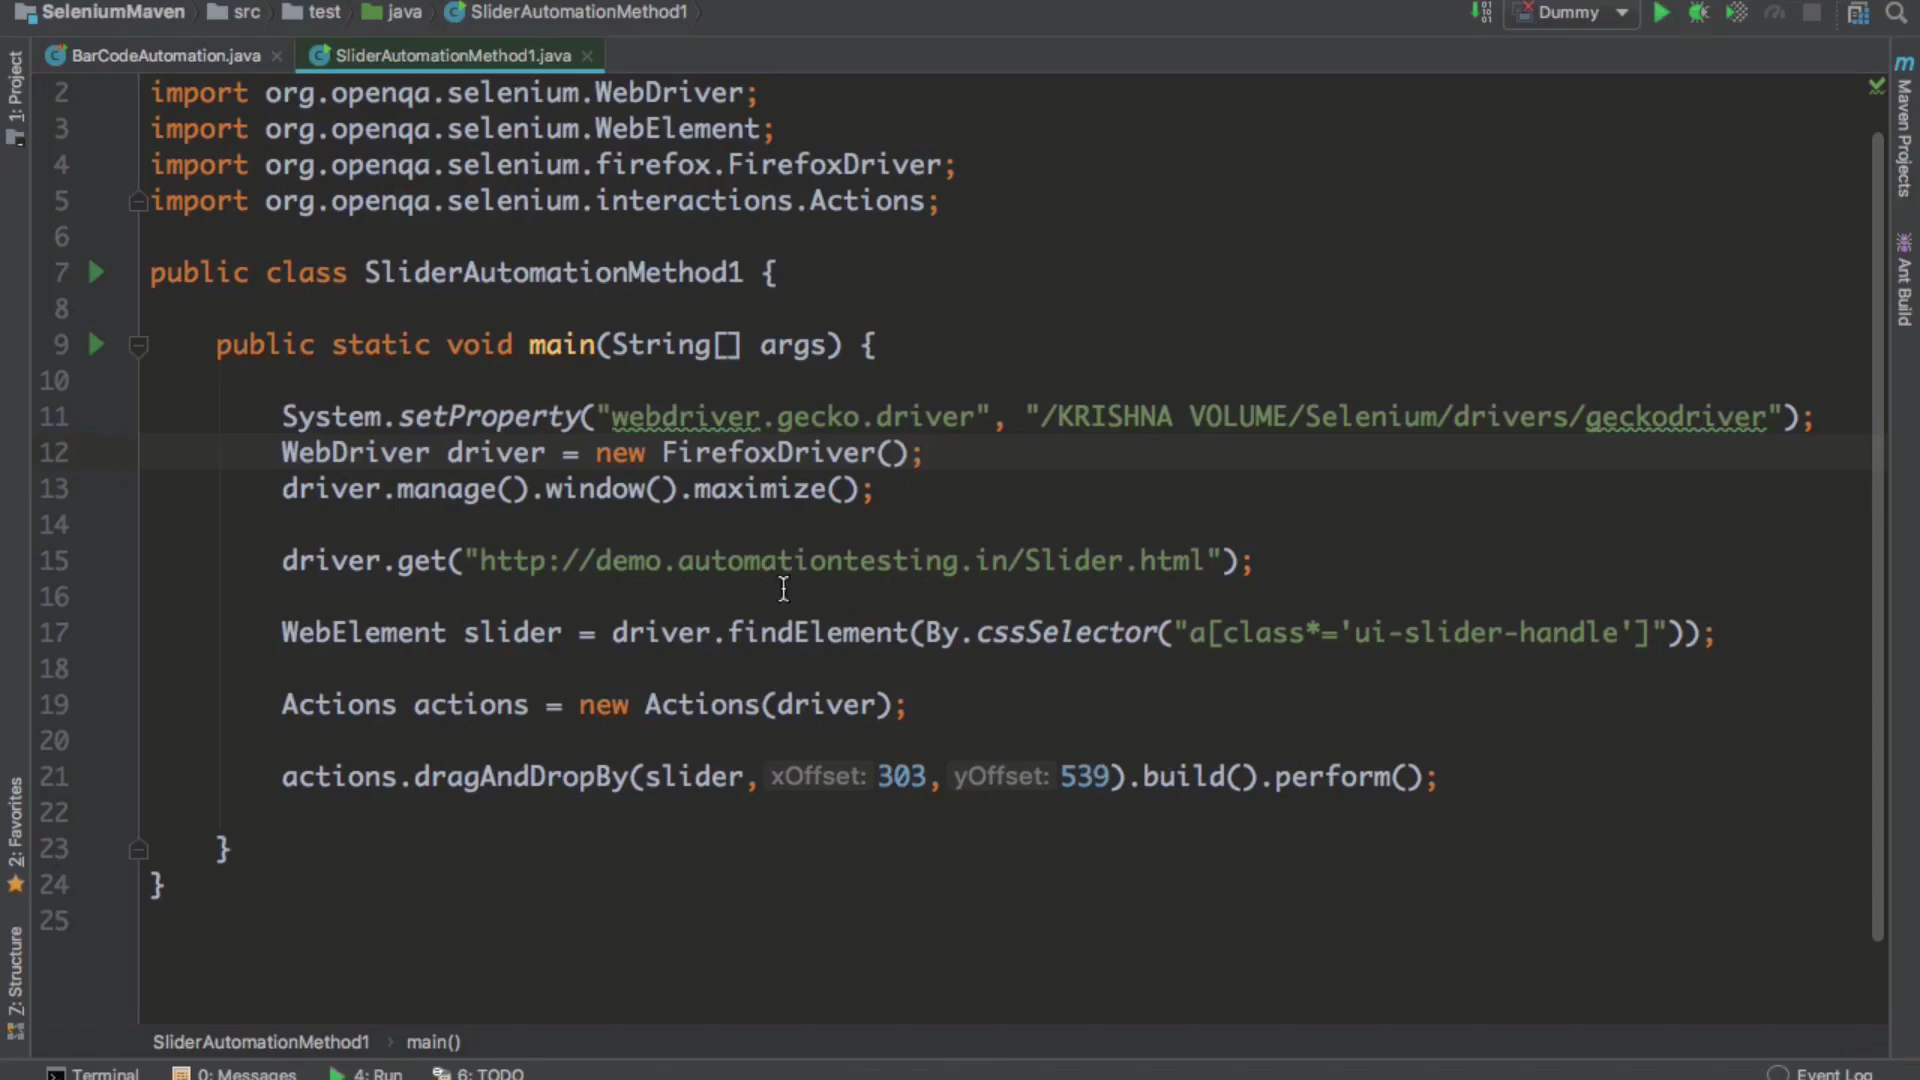 SeleniumMaven src test java SliderAutomationMethod1 Dummy
BarCodeAutomation.java SliderAutomationMethod1.java
1: Project
2: Favorites
Z: Structure
2 import org.openqa.selenium.WebDriver;
3 import org.openqa.selenium.WebElement;
4 import org.openqa.selenium.firefox.FirefoxDriver;
5 import org.openqa.selenium.interactions.Actions;
6
7 public class SliderAutomationMethod1 {
8
9 public static void main(String[] args) {
10
11 System.setProperty("webdriver.gecko.driver", "/KRISHNA VOLUME/Selenium/drivers/geckodriver");
12 WebDriver driver = new FirefoxDriver();
13 driver.manage().window().maximize();
14
15 driver.get("http://demo.automationtesting.in/Slider.html");
16
17 WebElement slider = driver.findElement(By.cssSelector("a[class*='ui-slider-handle']"));
18
19 Actions actions = new Actions(driver);
20
21 actions.dragAndDropBy(slider, xOffset: 303, yOffset: 539).build().perform();
22
23 }
24 }
25
m Maven Projects
Ant Build
SliderAutomationMethod1 main()
Terminal 0: Messages 4: Run 6: TODO Event Log